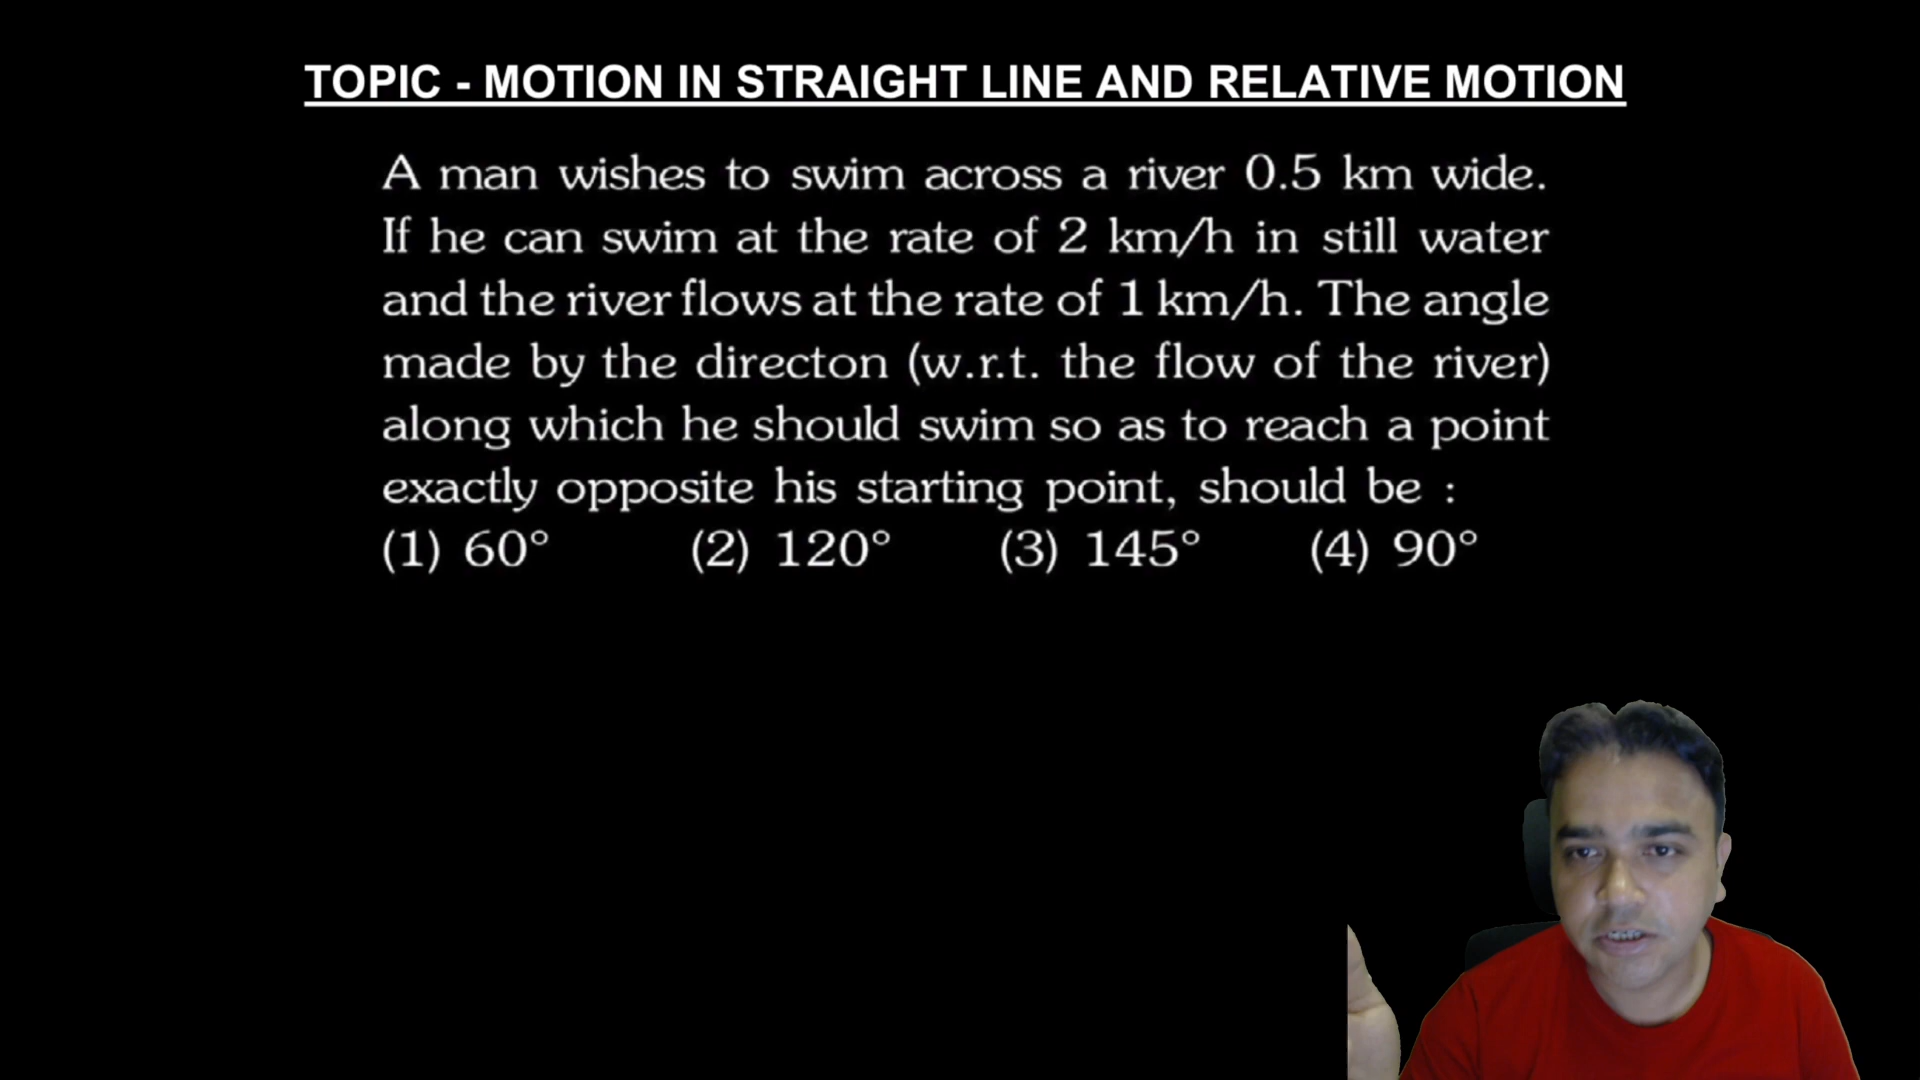 TOPIC - MOTION IN STRAIGHT LINE AND RELATIVE MOTION
A man wishes to swim across a river 0.5 km wide.
If he can swim at the rate of 2 km/h in still water
and the river flows at the rate of 1 km/h. The angle
made by the directon (w.r.t. the flow of the river)
along which he should swim so as to reach a point
exactly opposite his starting point, should be :
(1) 60° (2) 120° (3) 145° (4) 90°